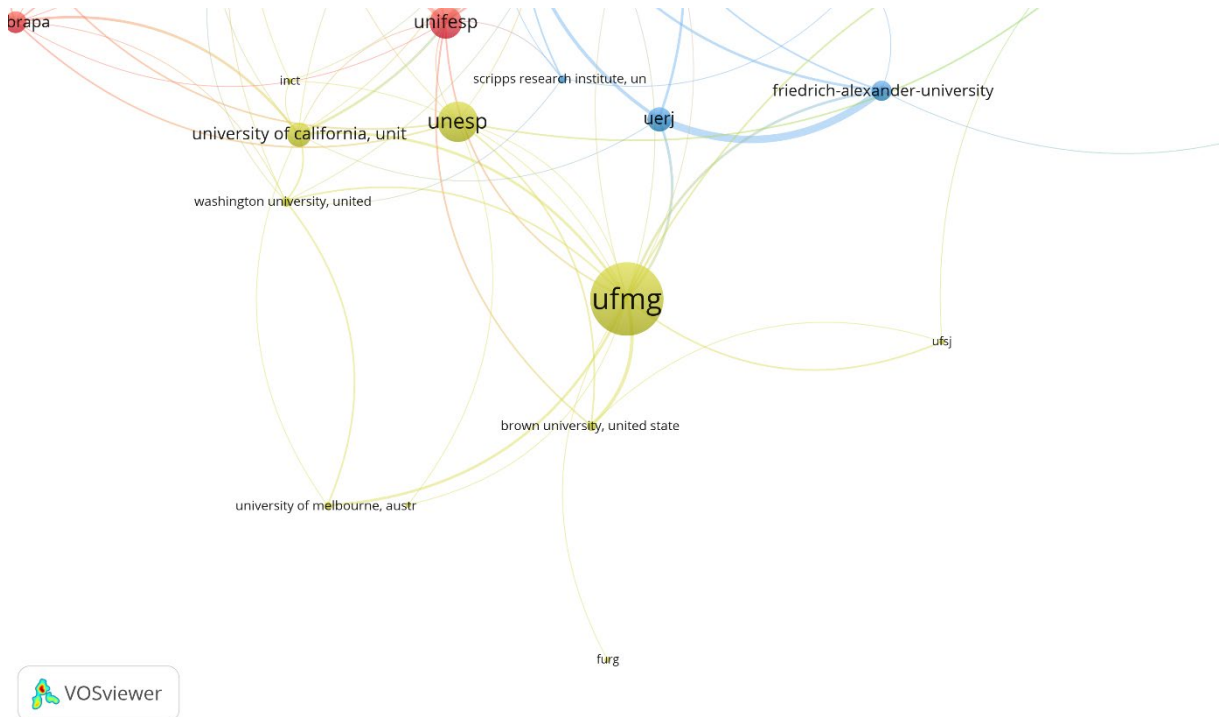 brapa
unifesp
inct
scripps research institute, un
friedrich-alexander-university
university of california, unit
unesp
uerj
washington university, united
ufmg
ufsj
brown university, united state
university of melbourne, austr
furg
VOSviewer